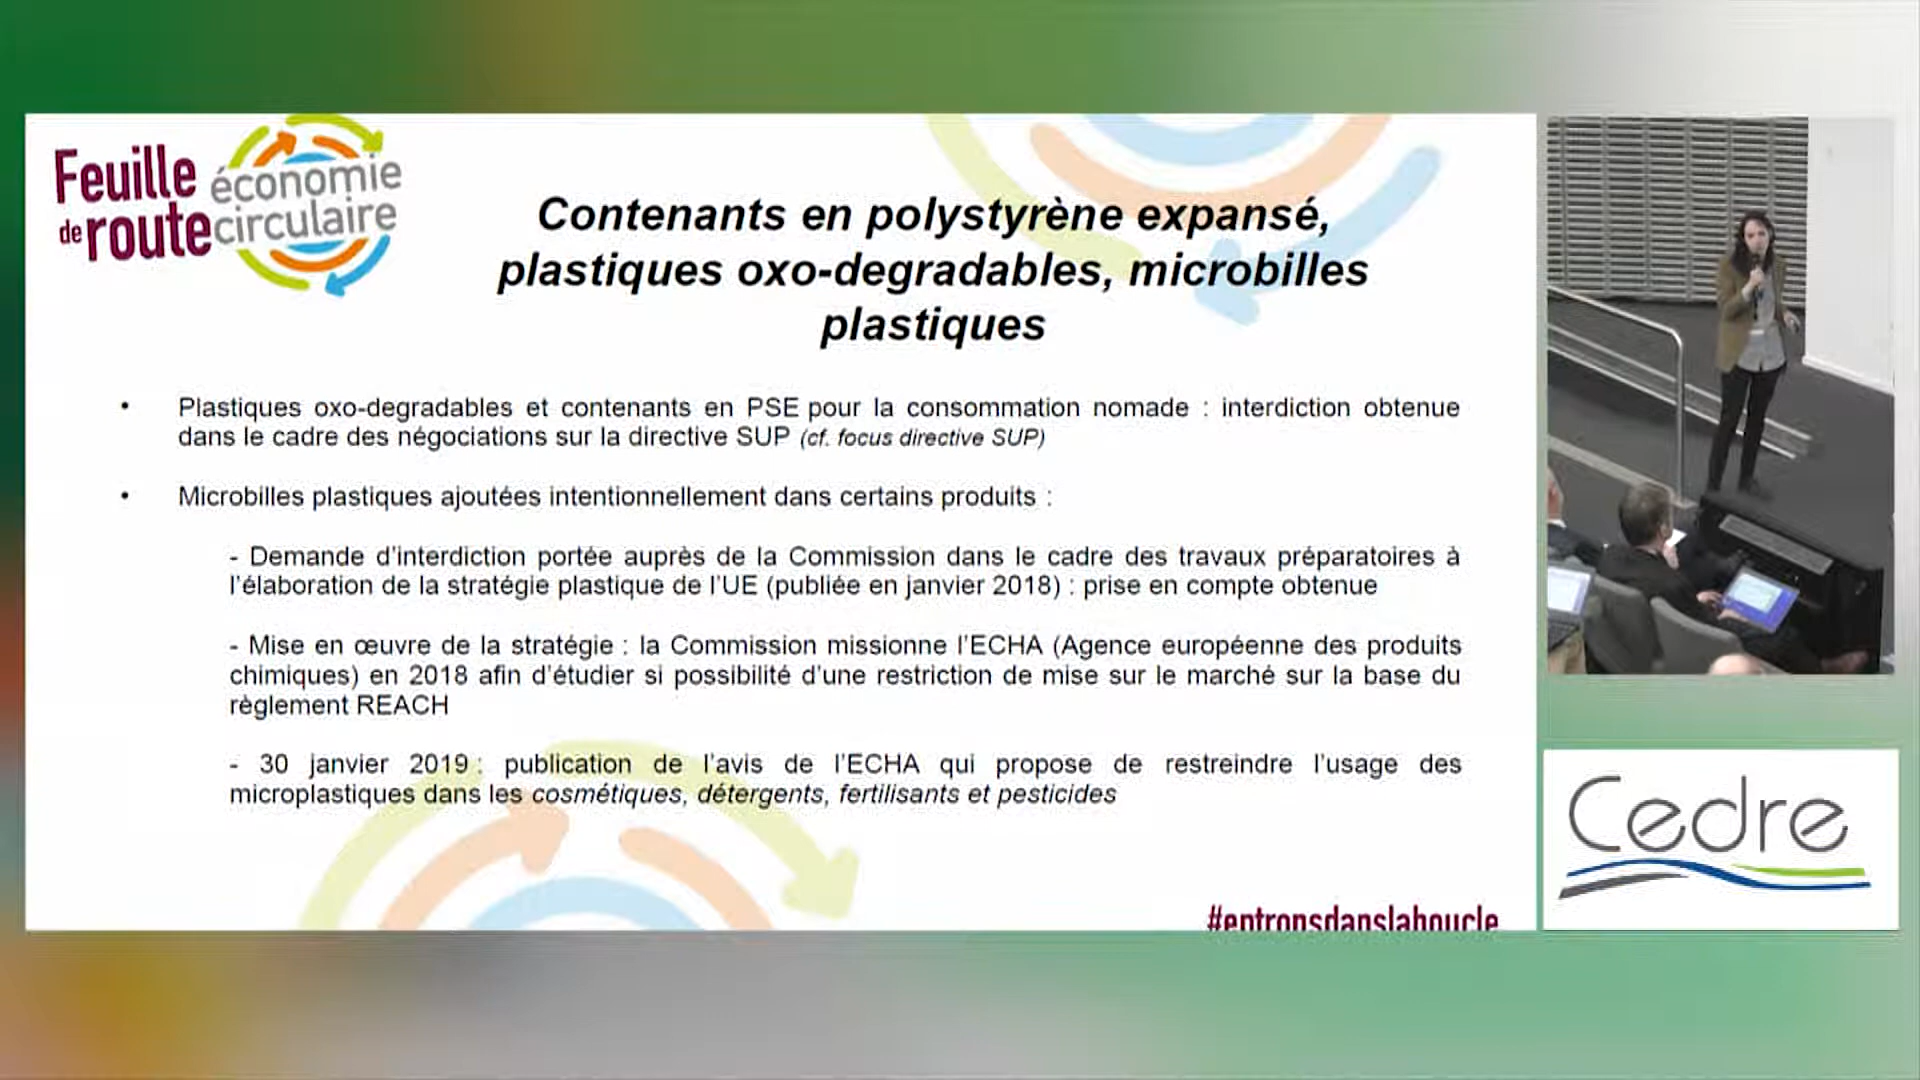 Feuille
de route
économie
circulaire
Contenants en polystyrène expansé,
plastiques oxo-degradables, microbilles
plastiques
• Plastiques oxo-degradables et contenants en PSE pour la consommation nomade : interdiction obtenue
dans le cadre des négociations sur la directive SUP (cf. focus directive SUP)
• Microbilles plastiques ajoutées intentionnellement dans certains produits :
- Demande d'interdiction portée auprès de la Commission dans le cadre des travaux préparatoires à
l'élaboration de la stratégie plastique de l'UE (publiée en janvier 2018) : prise en compte obtenue
- Mise en œuvre de la stratégie : la Commission missionne l'ECHA (Agence européenne des produits
chimiques) en 2018 afin d'étudier si possibilité d'une restriction de mise sur le marché sur la base du
règlement REACH
- 30 janvier 2019 : publication de l'avis de l'ECHA qui propose de restreindre l'usage des
microplastiques dans les cosmétiques, détergents, fertilisants et pesticides
#entronsdanslaboucle
Cedre